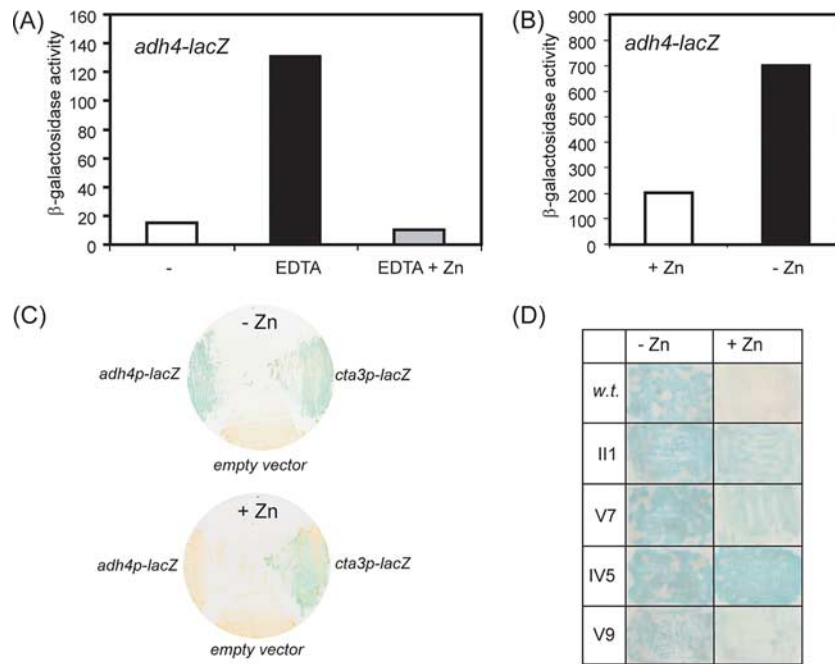 (A)
adh4-lacZ
β-galactosidase activity
160
140
120
100
80
60
40
20
0
-
EDTA
EDTA + Zn
(B)
adh4-lacZ
β-galactosidase activity
900
800
700
600
500
400
300
200
100
0
+ Zn
- Zn
(C)
- Zn
adh4p-lacZ
cta3p-lacZ
empty vector
+ Zn
adh4p-lacZ
cta3p-lacZ
empty vector
(D)
- Zn + Zn
w.t.
II1
V7
IV5
V9